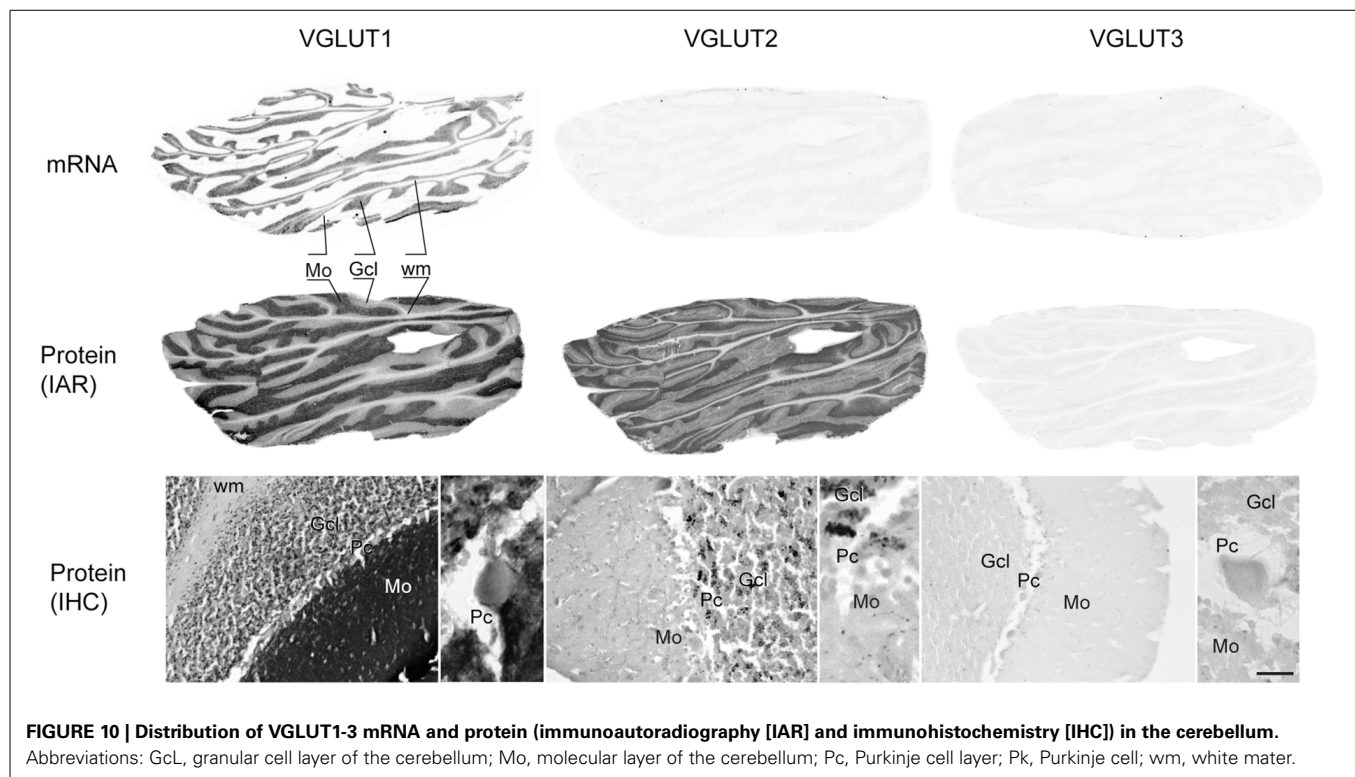 VGLUT1 VGLUT2 VGLUT3
mRNA
Mo Gcl wm
Protein
(IAR)
wm Gcl Pc Mo Pc Mo Pc Gcl Gcl Pc Mo Gcl Pc Mo Gcl Pc Mo
Protein
(IHC)
FIGURE 10 | Distribution of VGLUT1-3 mRNA and protein (immunoautoradiography [IAR] and immunohistochemistry [IHC]) in the cerebellum.
Abbreviations: GcL, granular cell layer of the cerebellum; Mo, molecular layer of the cerebellum; Pc, Purkinje cell layer; Pk, Purkinje cell; wm, white mater.